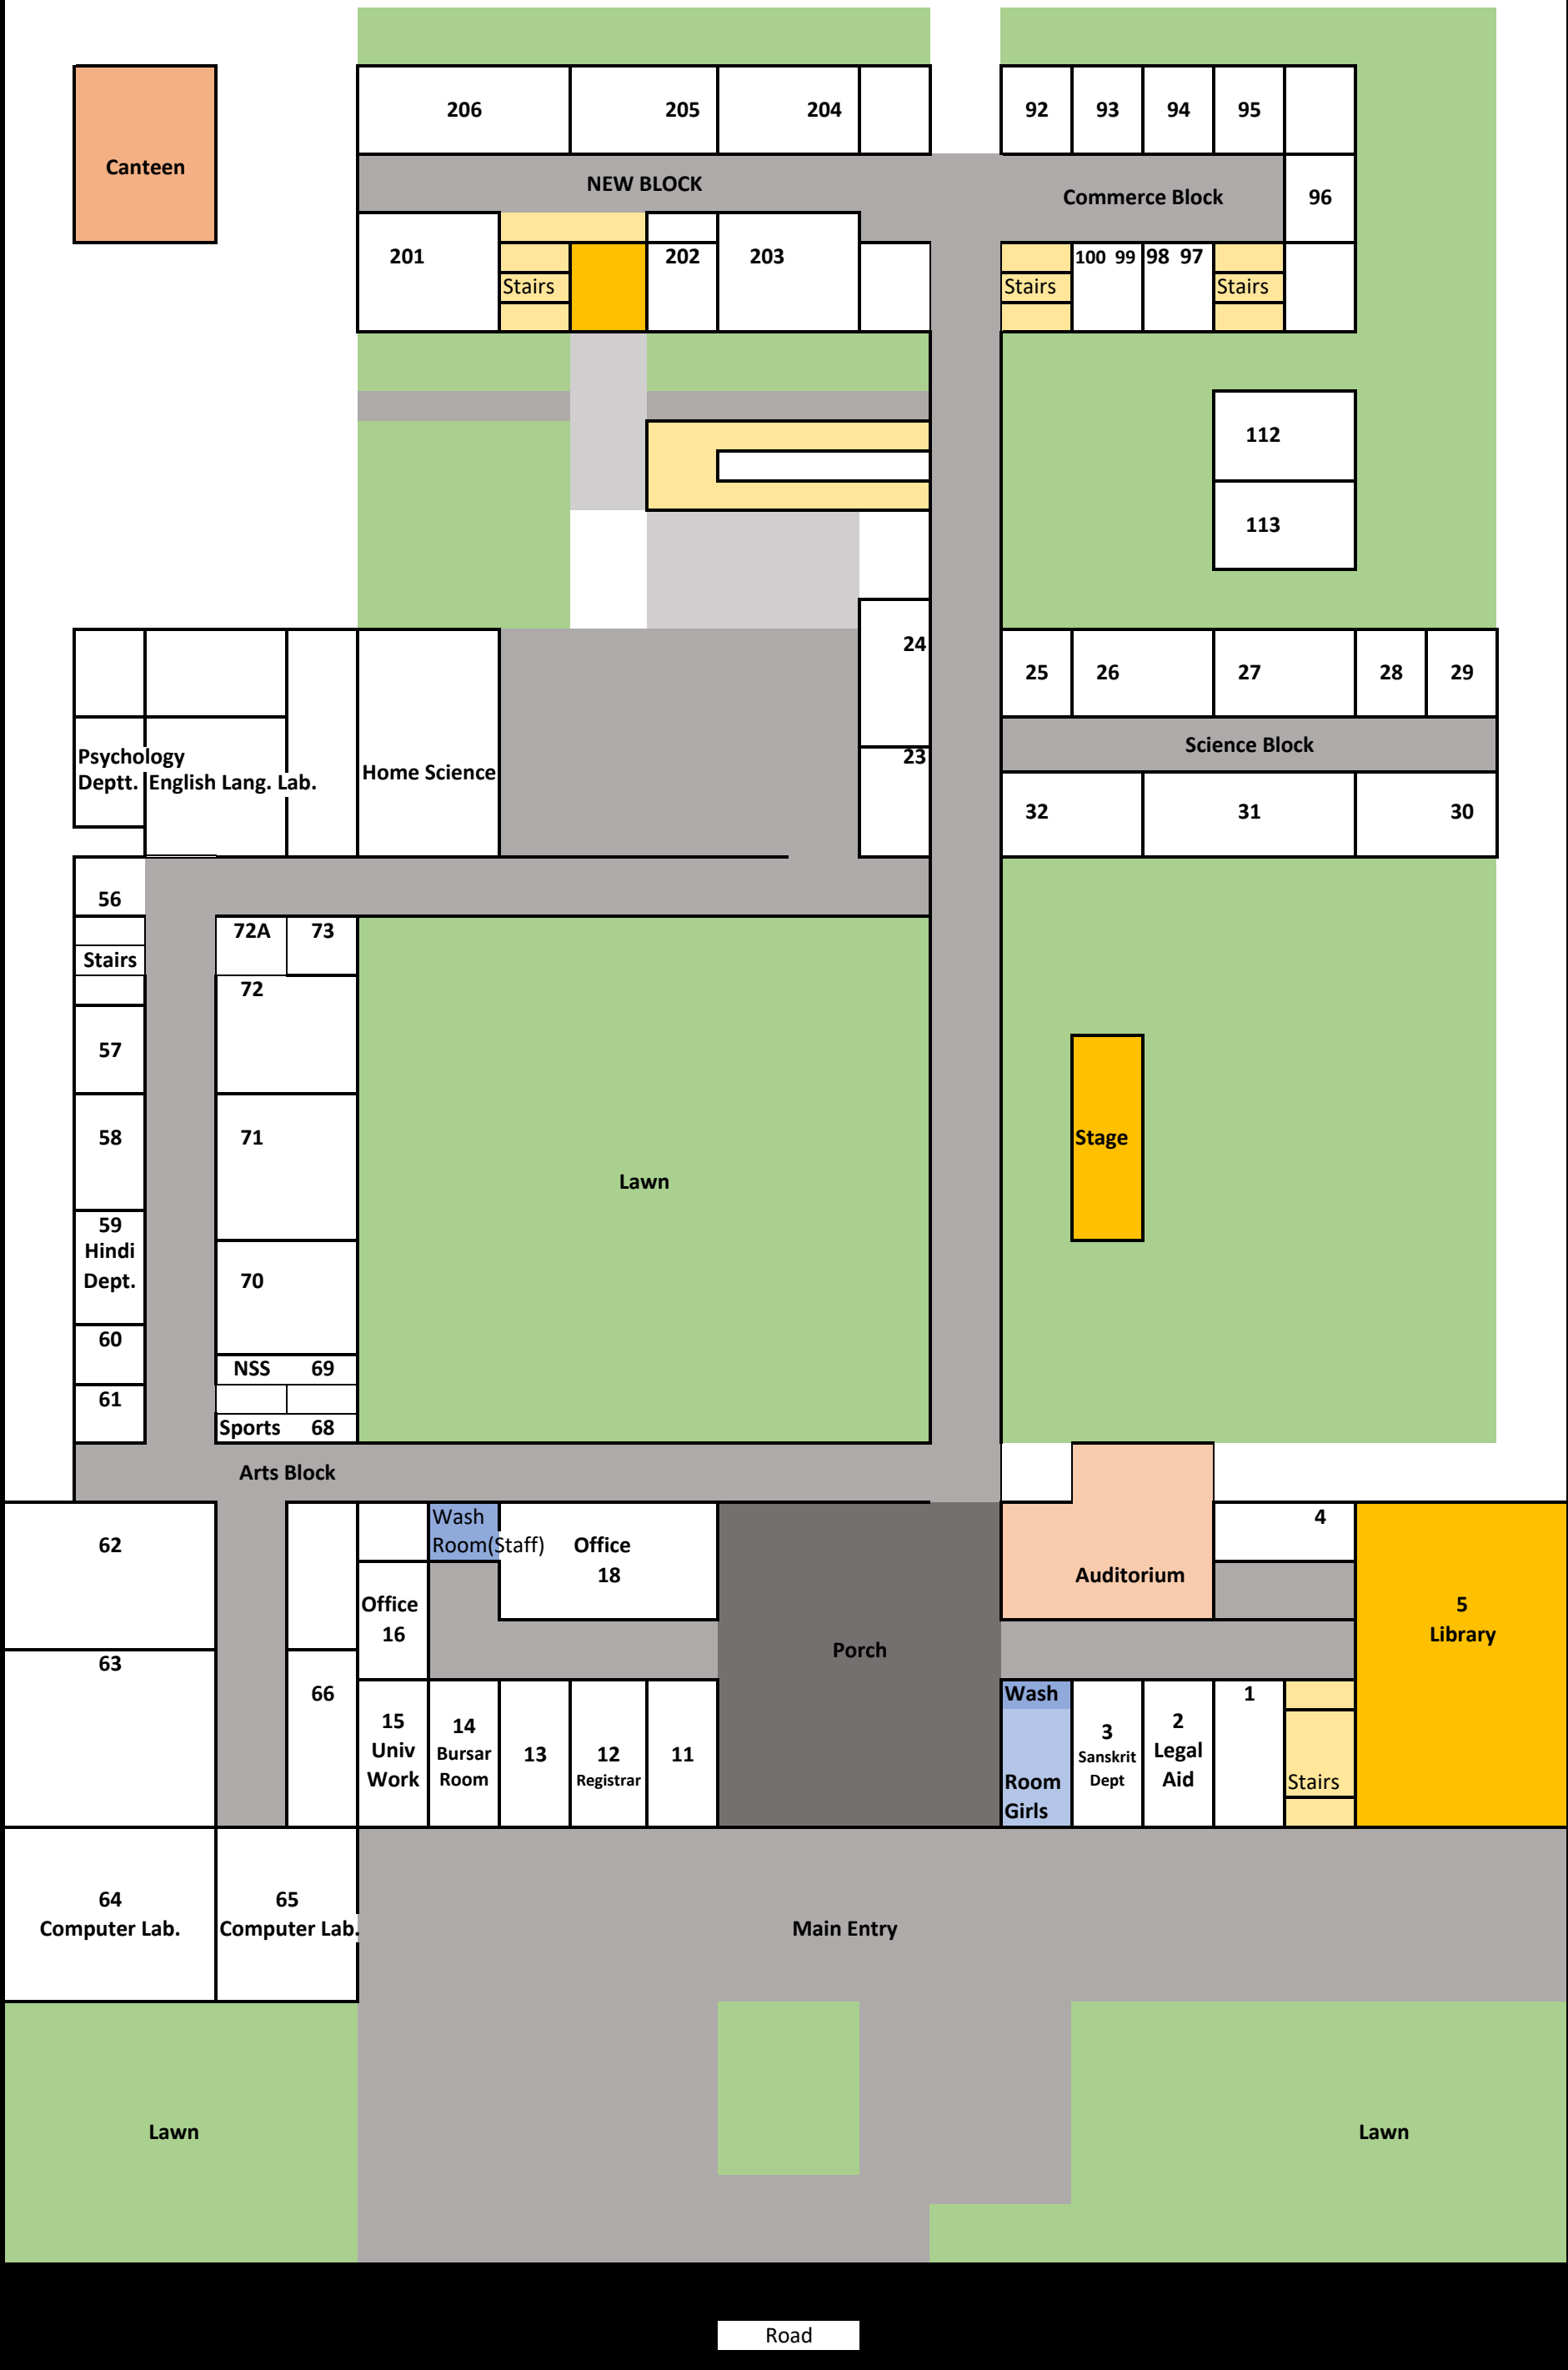 206 205 204 92 93 94 95
Canteen
NEW BLOCK
Commerce Block 96
201 202 203 100 99 98 97
Stairs Stairs Stairs
112
113
24
25 26 27 28 29
Science Block
Psychology
Deptt. English Lang. Lab.
Home Science
23
32 31 30
56
72A 73
Stairs
72
57
58 71
Stage
Lawn
59
Hindi
Dept.
70
60
NSS 69
61
Sports 68
Arts Block
62
Wash
Room(Staff)
Office
18
4
Auditorium
Office
16
5
Library
Porch
63
66
15
Univ
Work
14
Bursar
Room
13
12
Registrar
11
Wash
Room
Girls
3
Sanskrit
Dept
2
Legal
Aid
1
Stairs
64
Computer Lab.
65
Computer Lab.
Main Entry
Lawn Lawn
Road